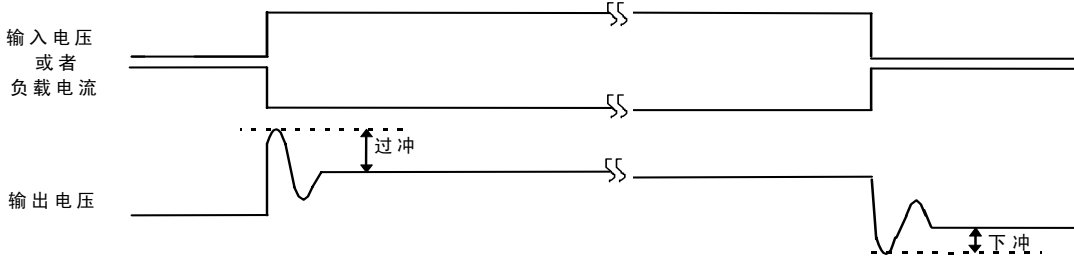 输入电压
或者
负载电流
过冲
输出电压
下冲